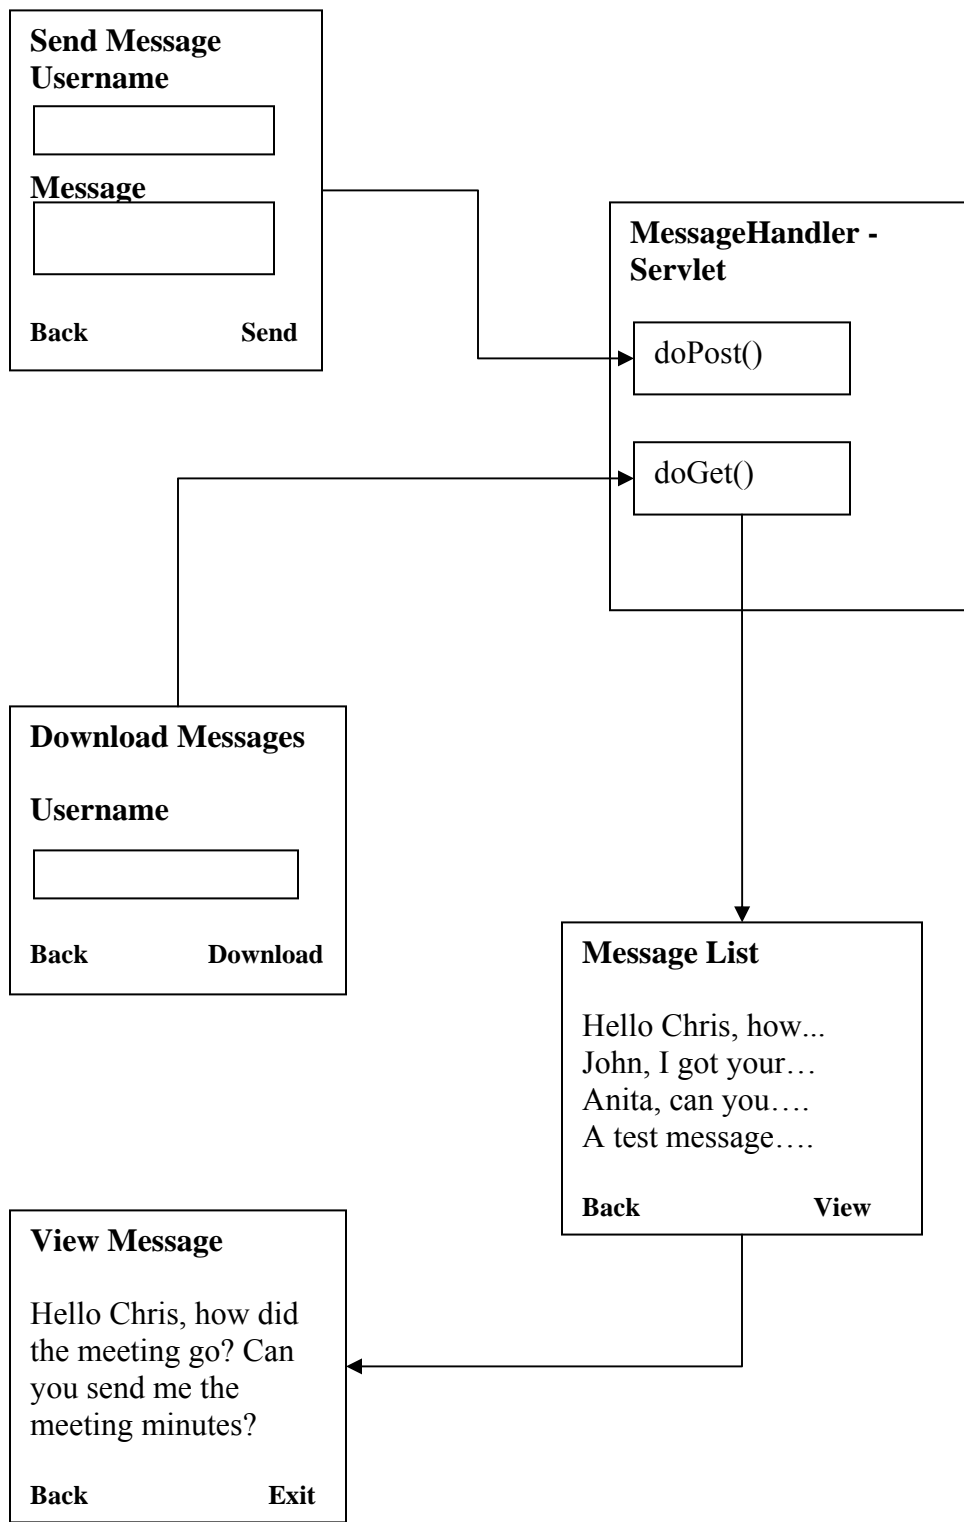 Send Message
Username
Message
Back Send
MessageHandler -
Servlet
doPost()
doGet()
Download Messages
Username
Back Download
Message List
Hello Chris, how...
John, I got your…
Anita, can you….
A test message….
Back View
View Message
Hello Chris, how did
the meeting go? Can
you send me the
meeting minutes?
Back Exit